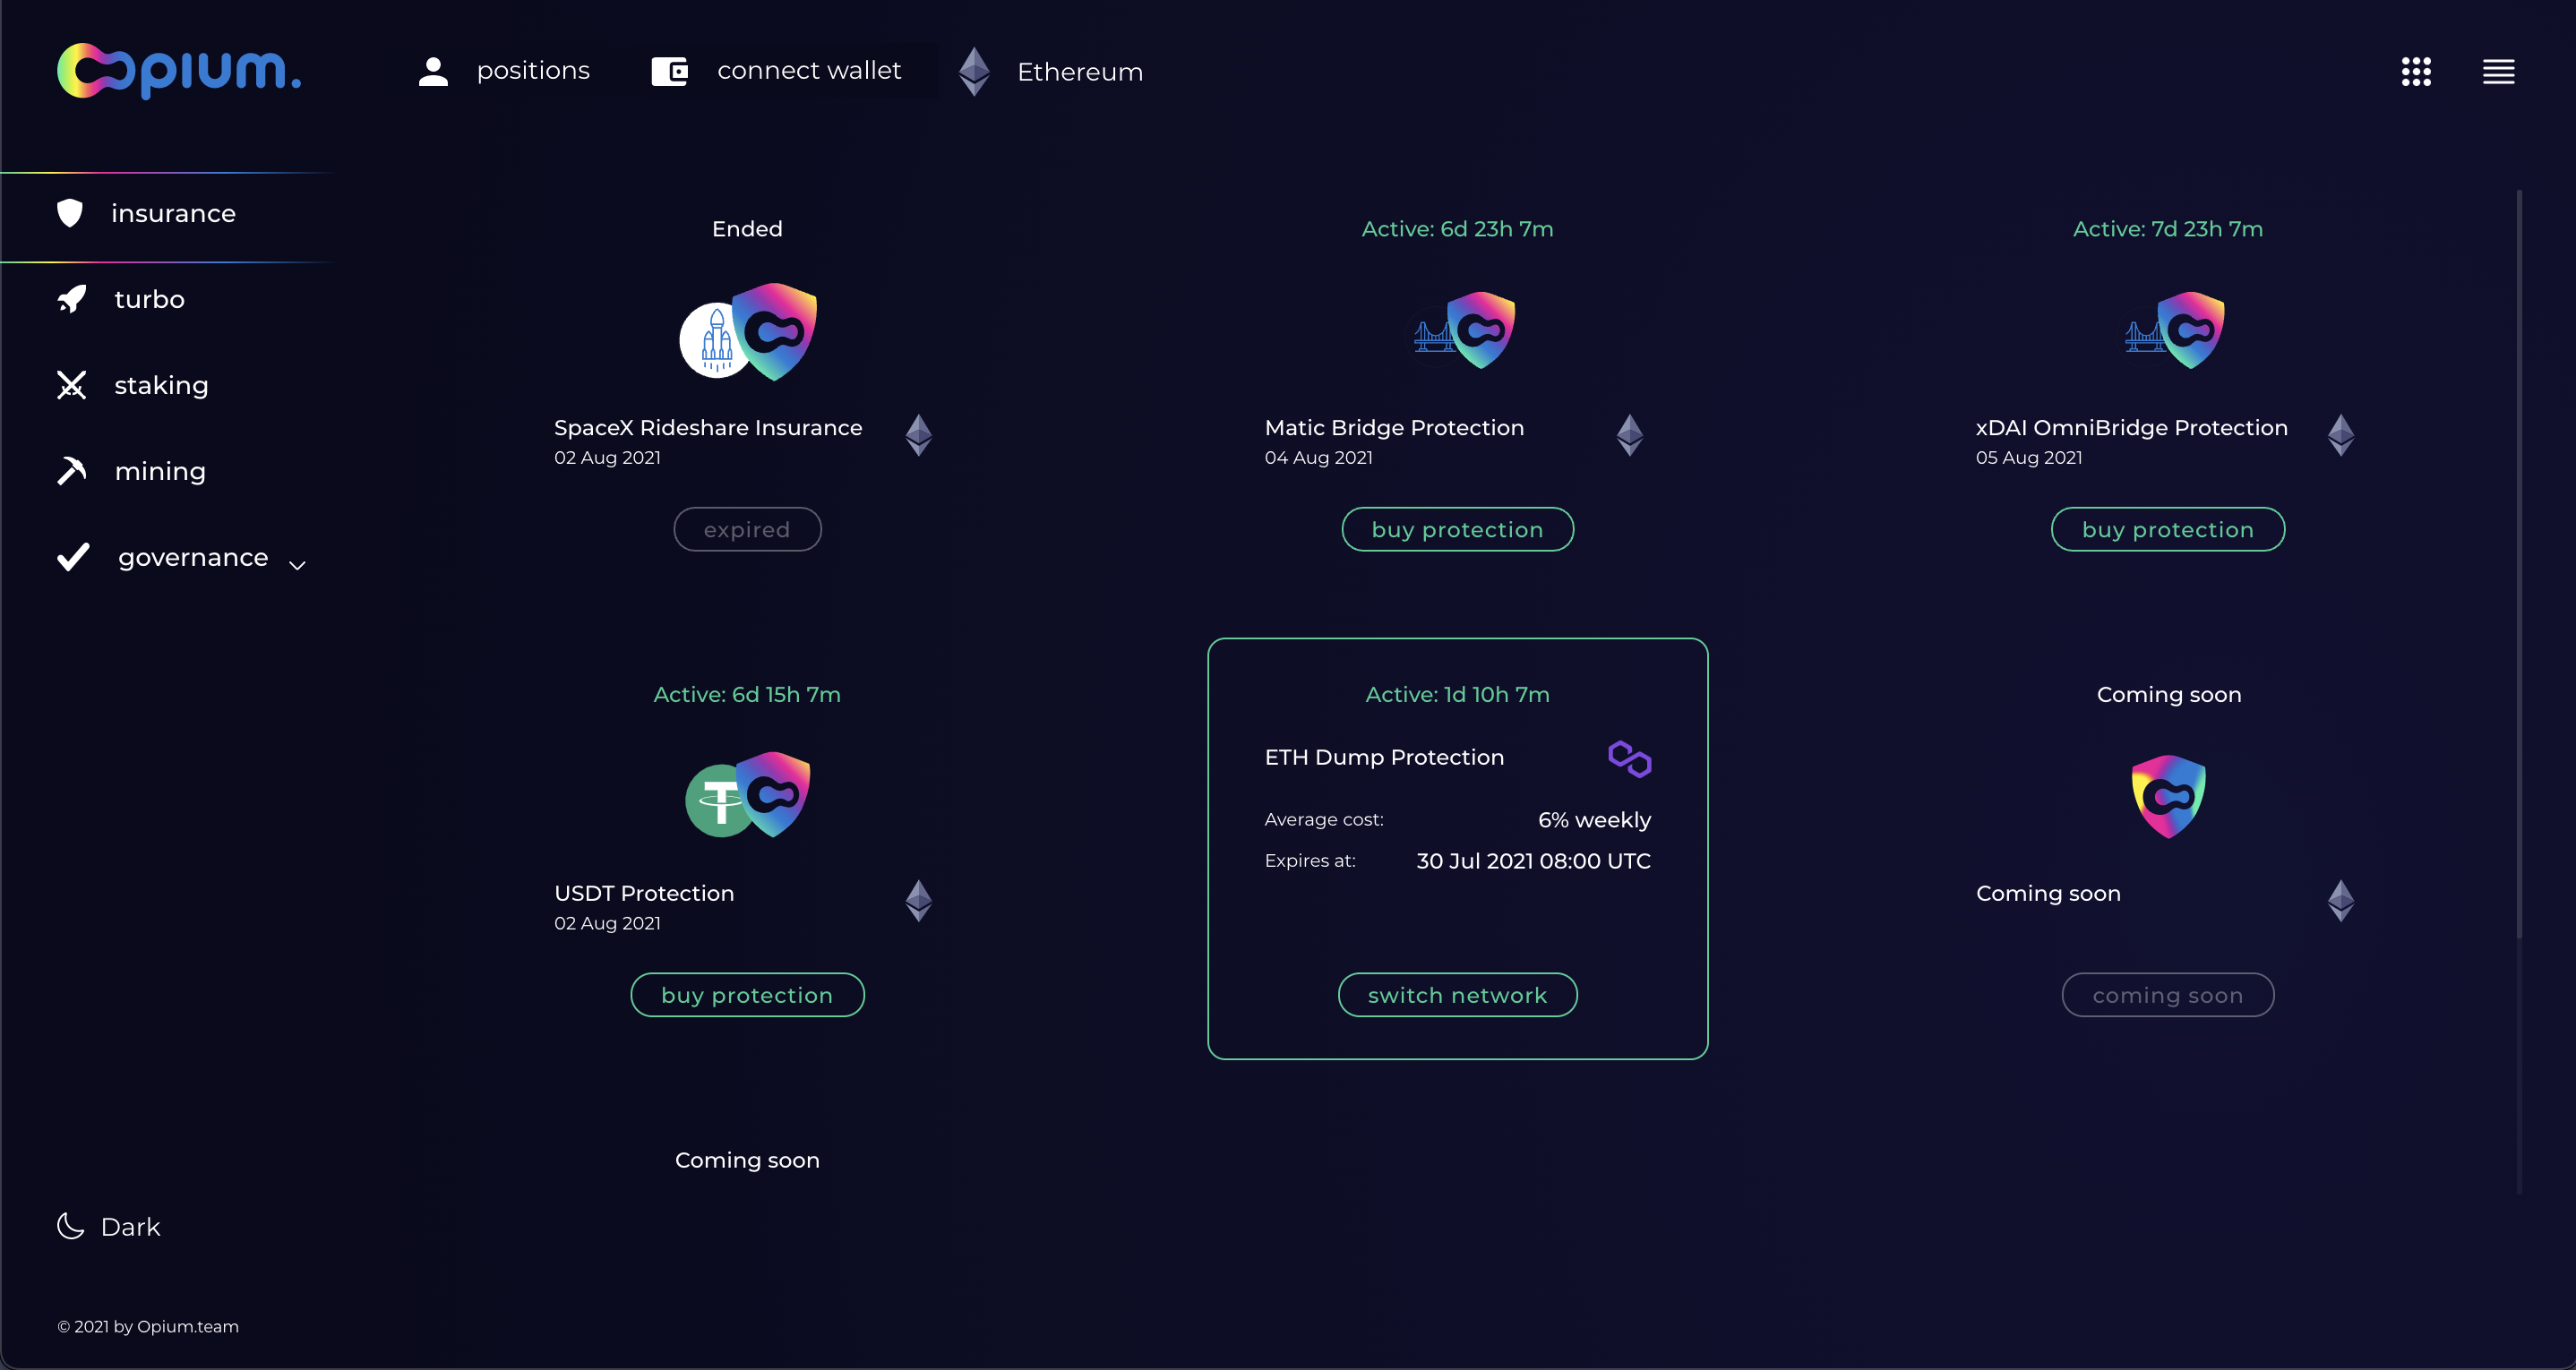 Opium.
positions
connect wallet
Ethereum
insurance
turbo
staking
mining
governance
Ended
SpaceX Rideshare Insurance
02 Aug 2021
expired
Active: 6d 23h 7m
Matic Bridge Protection
04 Aug 2021
buy protection
Active: 7d 23h 7m
xDAI OmniBridge Protection
05 Aug 2021
buy protection
Active: 6d 15h 7m
USDT Protection
02 Aug 2021
buy protection
Active: 1d 10h 7m
ETH Dump Protection
Average cost: 6% weekly
Expires at: 30 Jul 2021 08:00 UTC
switch network
Coming soon
Coming soon
coming soon
Coming soon
Dark
© 2021 by Opium.team